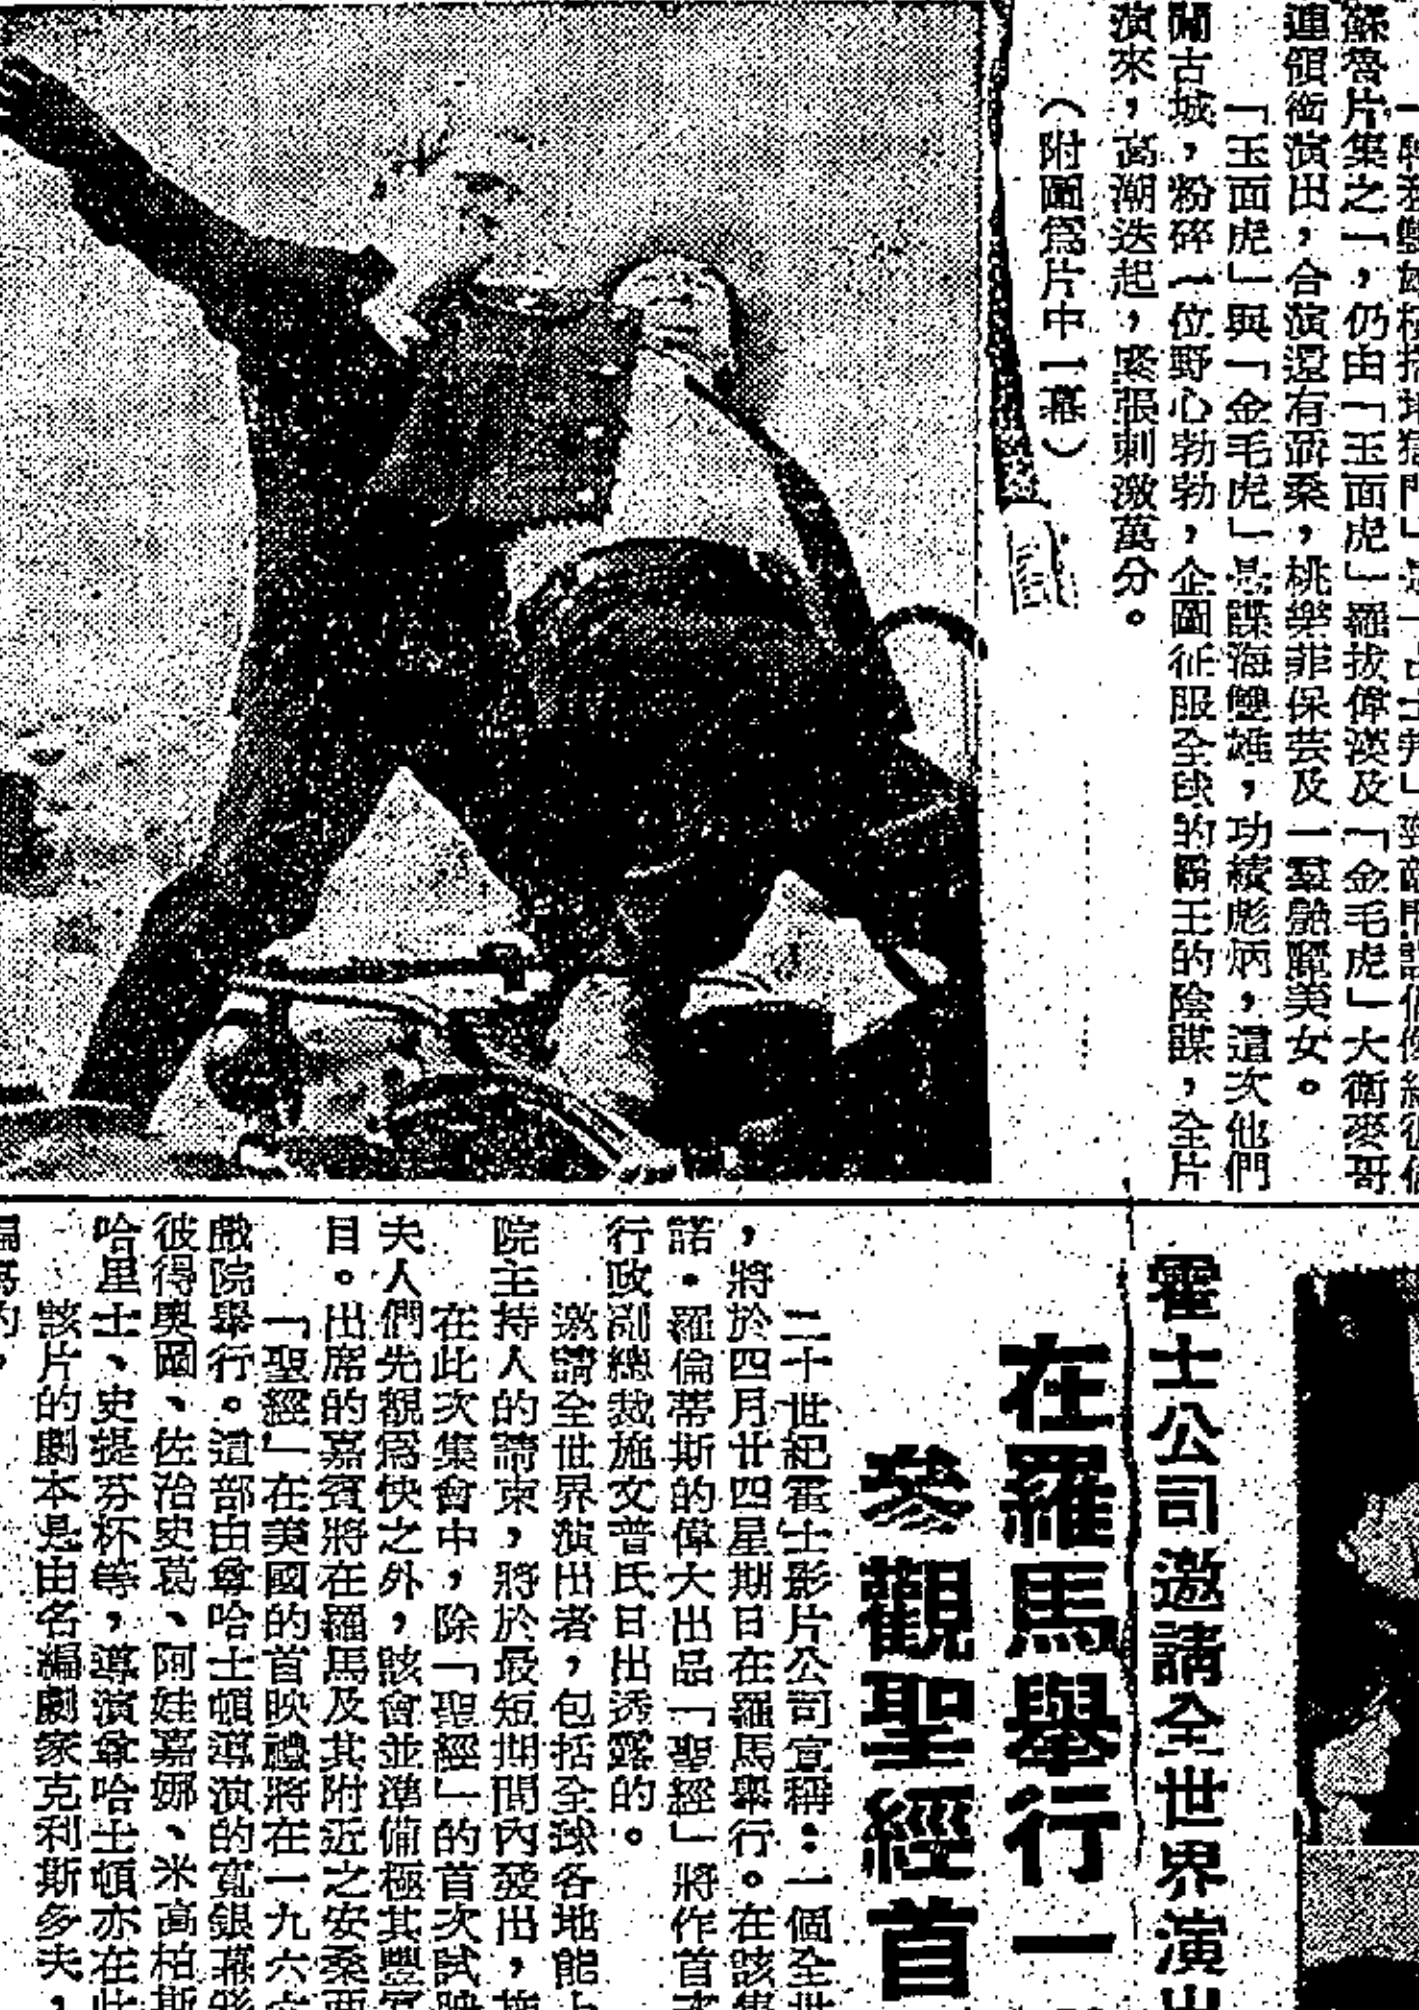 蘇魯片集之一，仍由「玉面虎」羅拔偉漢及「金毛虎」大衛麥哥
連領銜演出，合演還有桑，桃樂菲保芸及一羣艷麗美女。
「玉面虎」與「金毛虎」是諜海雙雄，功績彪炳，這次他們
闖古城，粉碎一位野心勃勃，企圖征服全球的霸王的陰謀，全片
演來，高潮迭起，緊張刺激萬分。
（附圖爲片中一幕）
霍士公司邀請全世界演出
在羅馬舉行一
參觀聖經首
二十世紀霍士影片公司宣稱：一個全世
，將於四月廿四星期日在羅馬舉行。在該集
諾・羅倫蒂斯的偉大出品「聖經」將作首次
行政副總裁施文普氏日出透露的。
邀請全世界演出者，包括全球各地能
院主持人的請柬，將於最短期間內發出，
在此次集會中，除「聖經」的首次試映
夫人們先覩爲快之外，該會並準備極其豐富
目。出席的嘉賓將在羅馬及其附近之安桑西
「聖經」在美國的首映禮將在一九六六
戲院舉行。這部由尊哈士頓導演的寬銀幕
彼得奧圖、佐治史葛、阿娃嘉娜、米高柏斯
哈里士、史提芬杯等，導演尊哈士頓亦在此
該片的劇本是由名編劇家克利斯多夫，